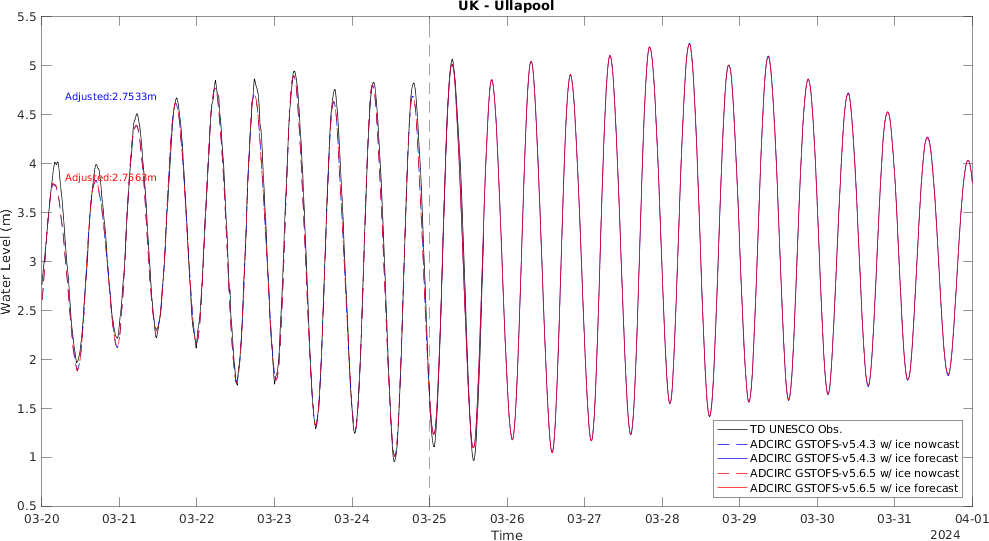 UK - Ullapool
5.5
5
4.5
4
3.5
3
2.5
2
1.5
1
0.5
Water Level (m)
Adjusted:2.7533m
Adjusted:2.7563m
TD UNESCO Obs.
ADCIRC GSTOFS-v5.4.3 w/ ice nowcast
ADCIRC GSTOFS-v5.4.3 w/ ice forecast
ADCIRC GSTOFS-v5.6.5 w/ ice nowcast
ADCIRC GSTOFS-v5.6.5 w/ ice forecast
03-20 03-21 03-22 03-23 03-24 03-25 03-26 03-27 03-28 03-29 03-30 03-31 04-01
Time
2024